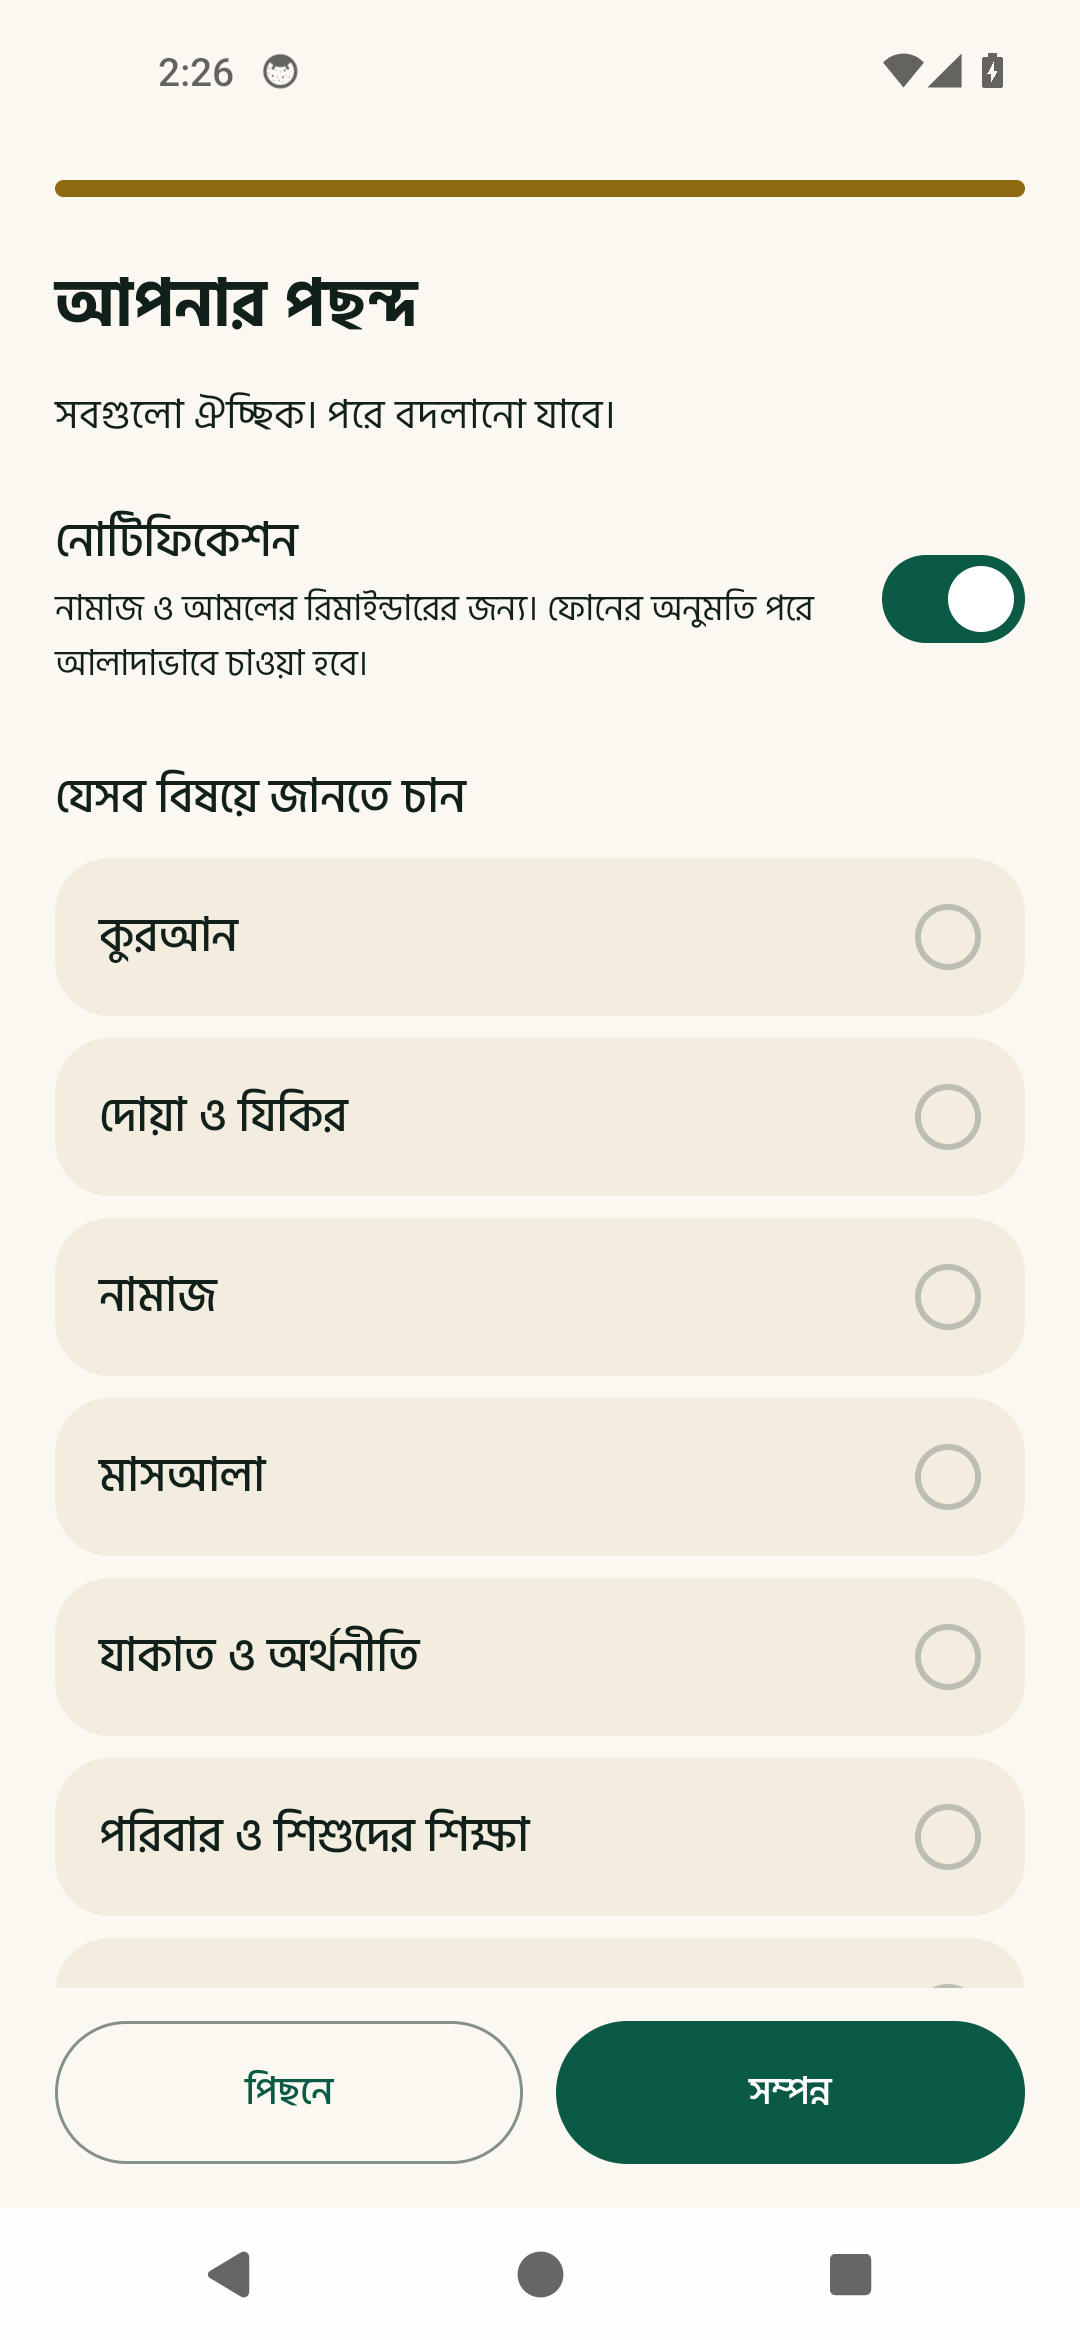 2:26
আপনার পছন্দ
সবগুলো ঐচ্ছিক। পরে বদলানো যাবে।
নোটিফিকেশন
নামাজ ও আমলের রিমাইন্ডারের জন্য। ফোনের অনুমতি পরে
আলাদাভাবে চাওয়া হবে।
যেসব বিষয়ে জানতে চান
কুরআন
দোয়া ও যিকির
নামাজ
মাসআলা
যাকাত ও অর্থনীতি
পরিবার ও শিশুদের শিক্ষা
পিছনে
সম্পন্ন